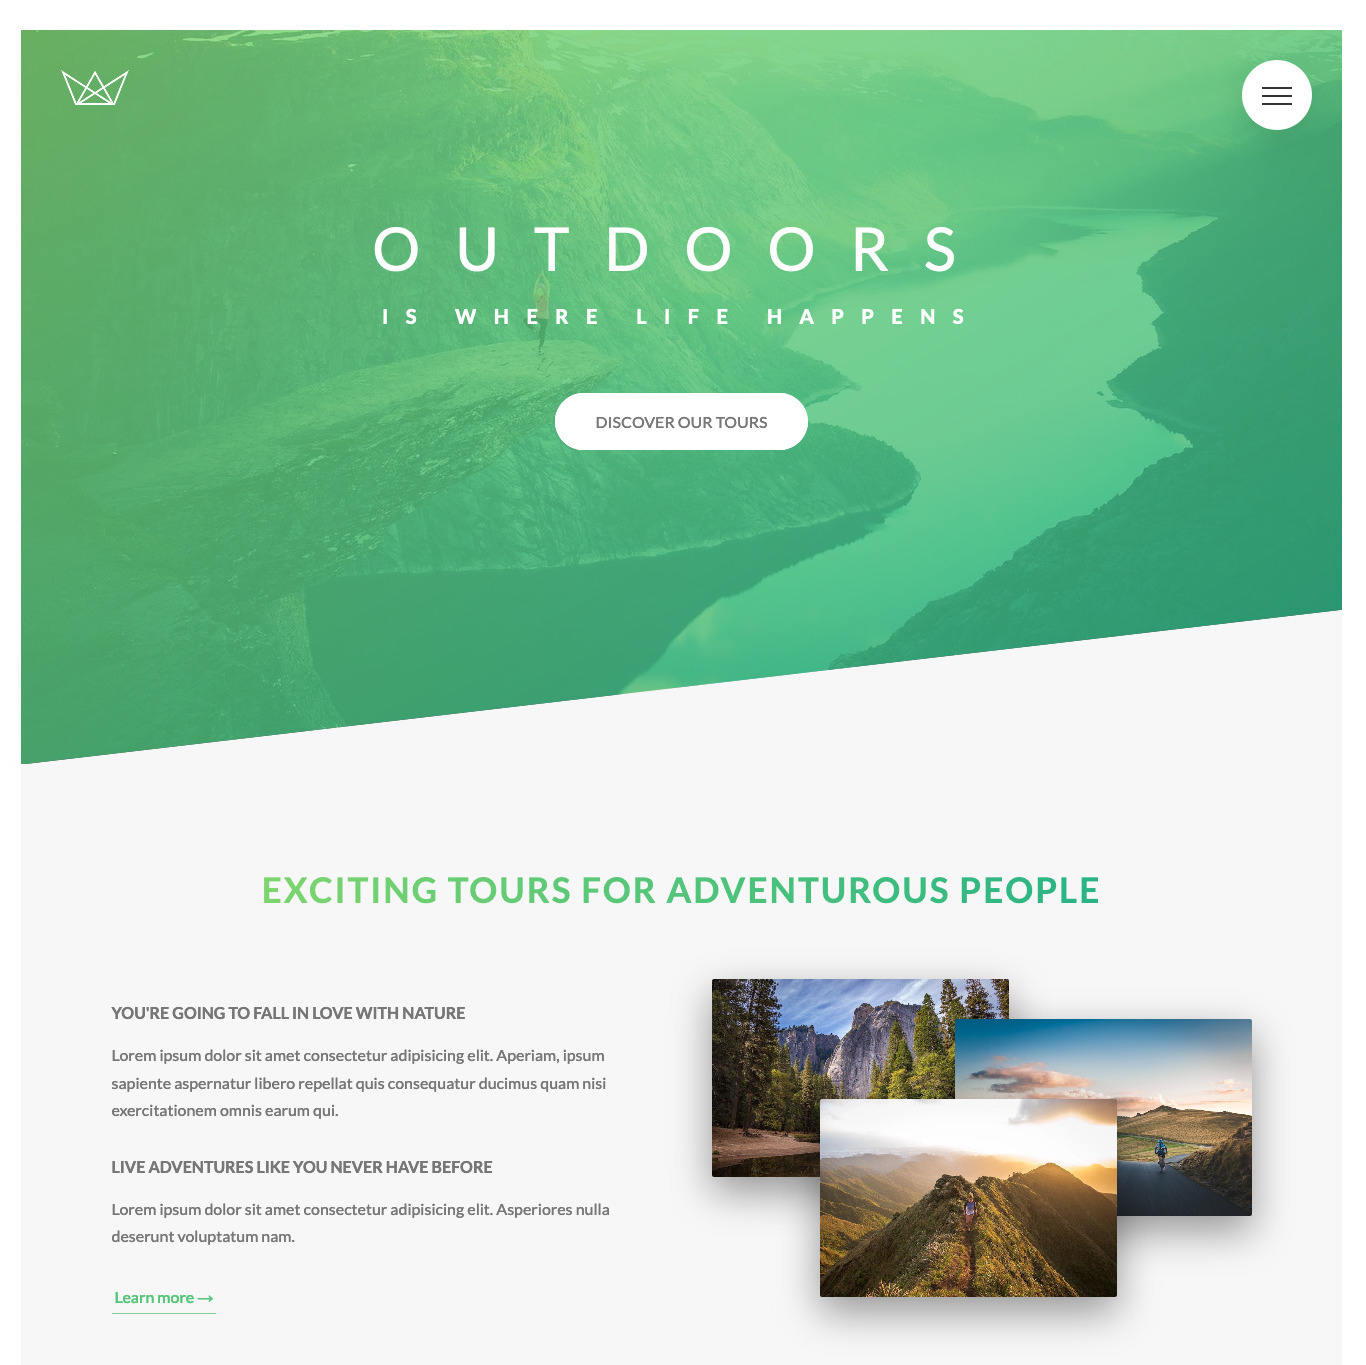 OUTDOORS
IS WHERE LIFE HAPPENS
DISCOVER OUR TOURS
EXCITING TOURS FOR ADVENTUROUS PEOPLE
YOU'RE GOING TO FALL IN LOVE WITH NATURE
Lorem ipsum dolor sit amet consectetur adipisicing elit. Aperiam, ipsum
sapiente aspernatur libero repellat quis consequatur ducimus quam nisi
exercitationem omnis earum qui.
LIVE ADVENTURES LIKE YOU NEVER HAVE BEFORE
Lorem ipsum dolor sit amet consectetur adipisicing elit. Asperiores nulla
deserunt voluptatum nam.
Learn more →